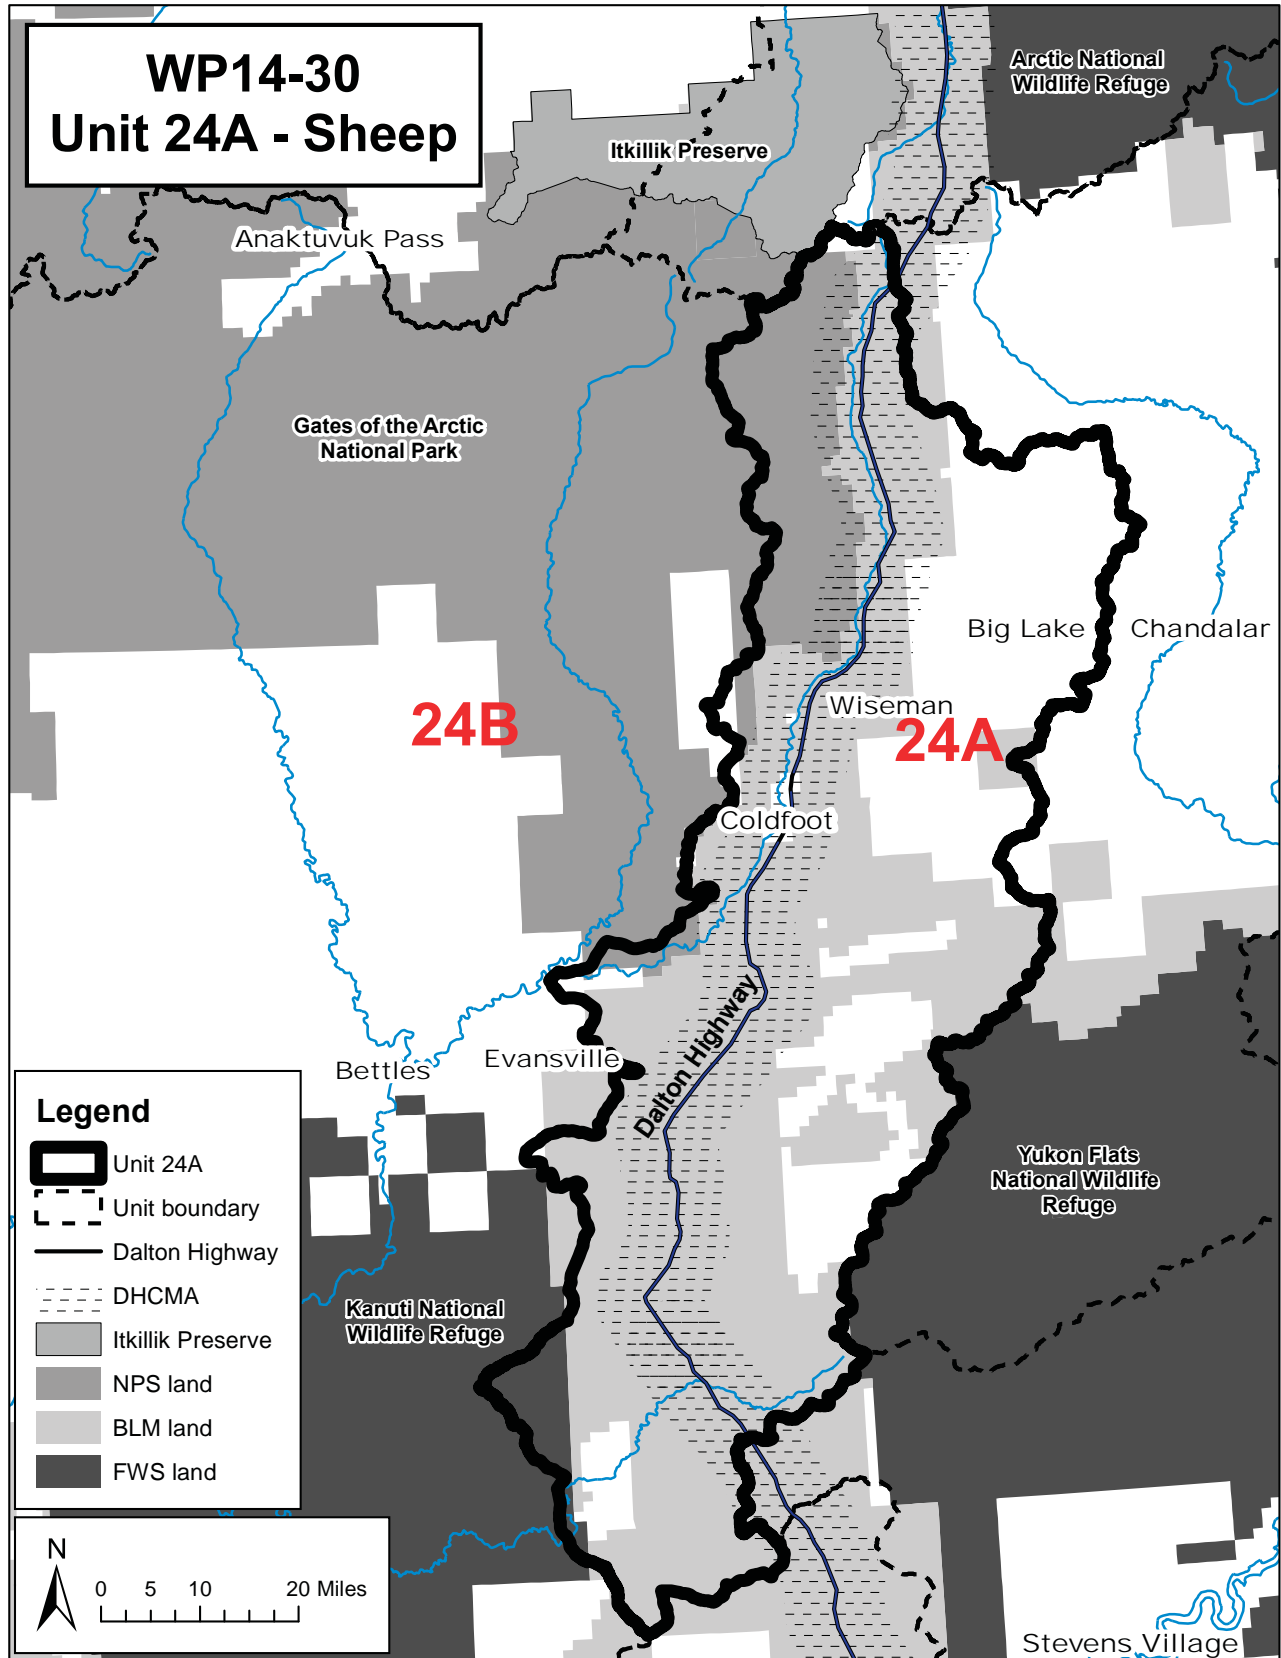 WP14-30
Unit 24A - Sheep
Arctic National
Wildlife Refuge
Itkillik Preserve
Anaktuvuk Pass
Gates of the Arctic
National Park
Big Lake
Chandalar
Wiseman
24B
24A
Coldfoot
Dalton Highway
Evansville
Bettles
Yukon Flats
National Wildlife
Refuge
Kanuti National
Wildlife Refuge
Legend
Unit 24A
Unit boundary
Dalton Highway
DHCMA
Itkillik Preserve
NPS land
BLM land
FWS land
N
0 5 10 20 Miles
Stevens Village